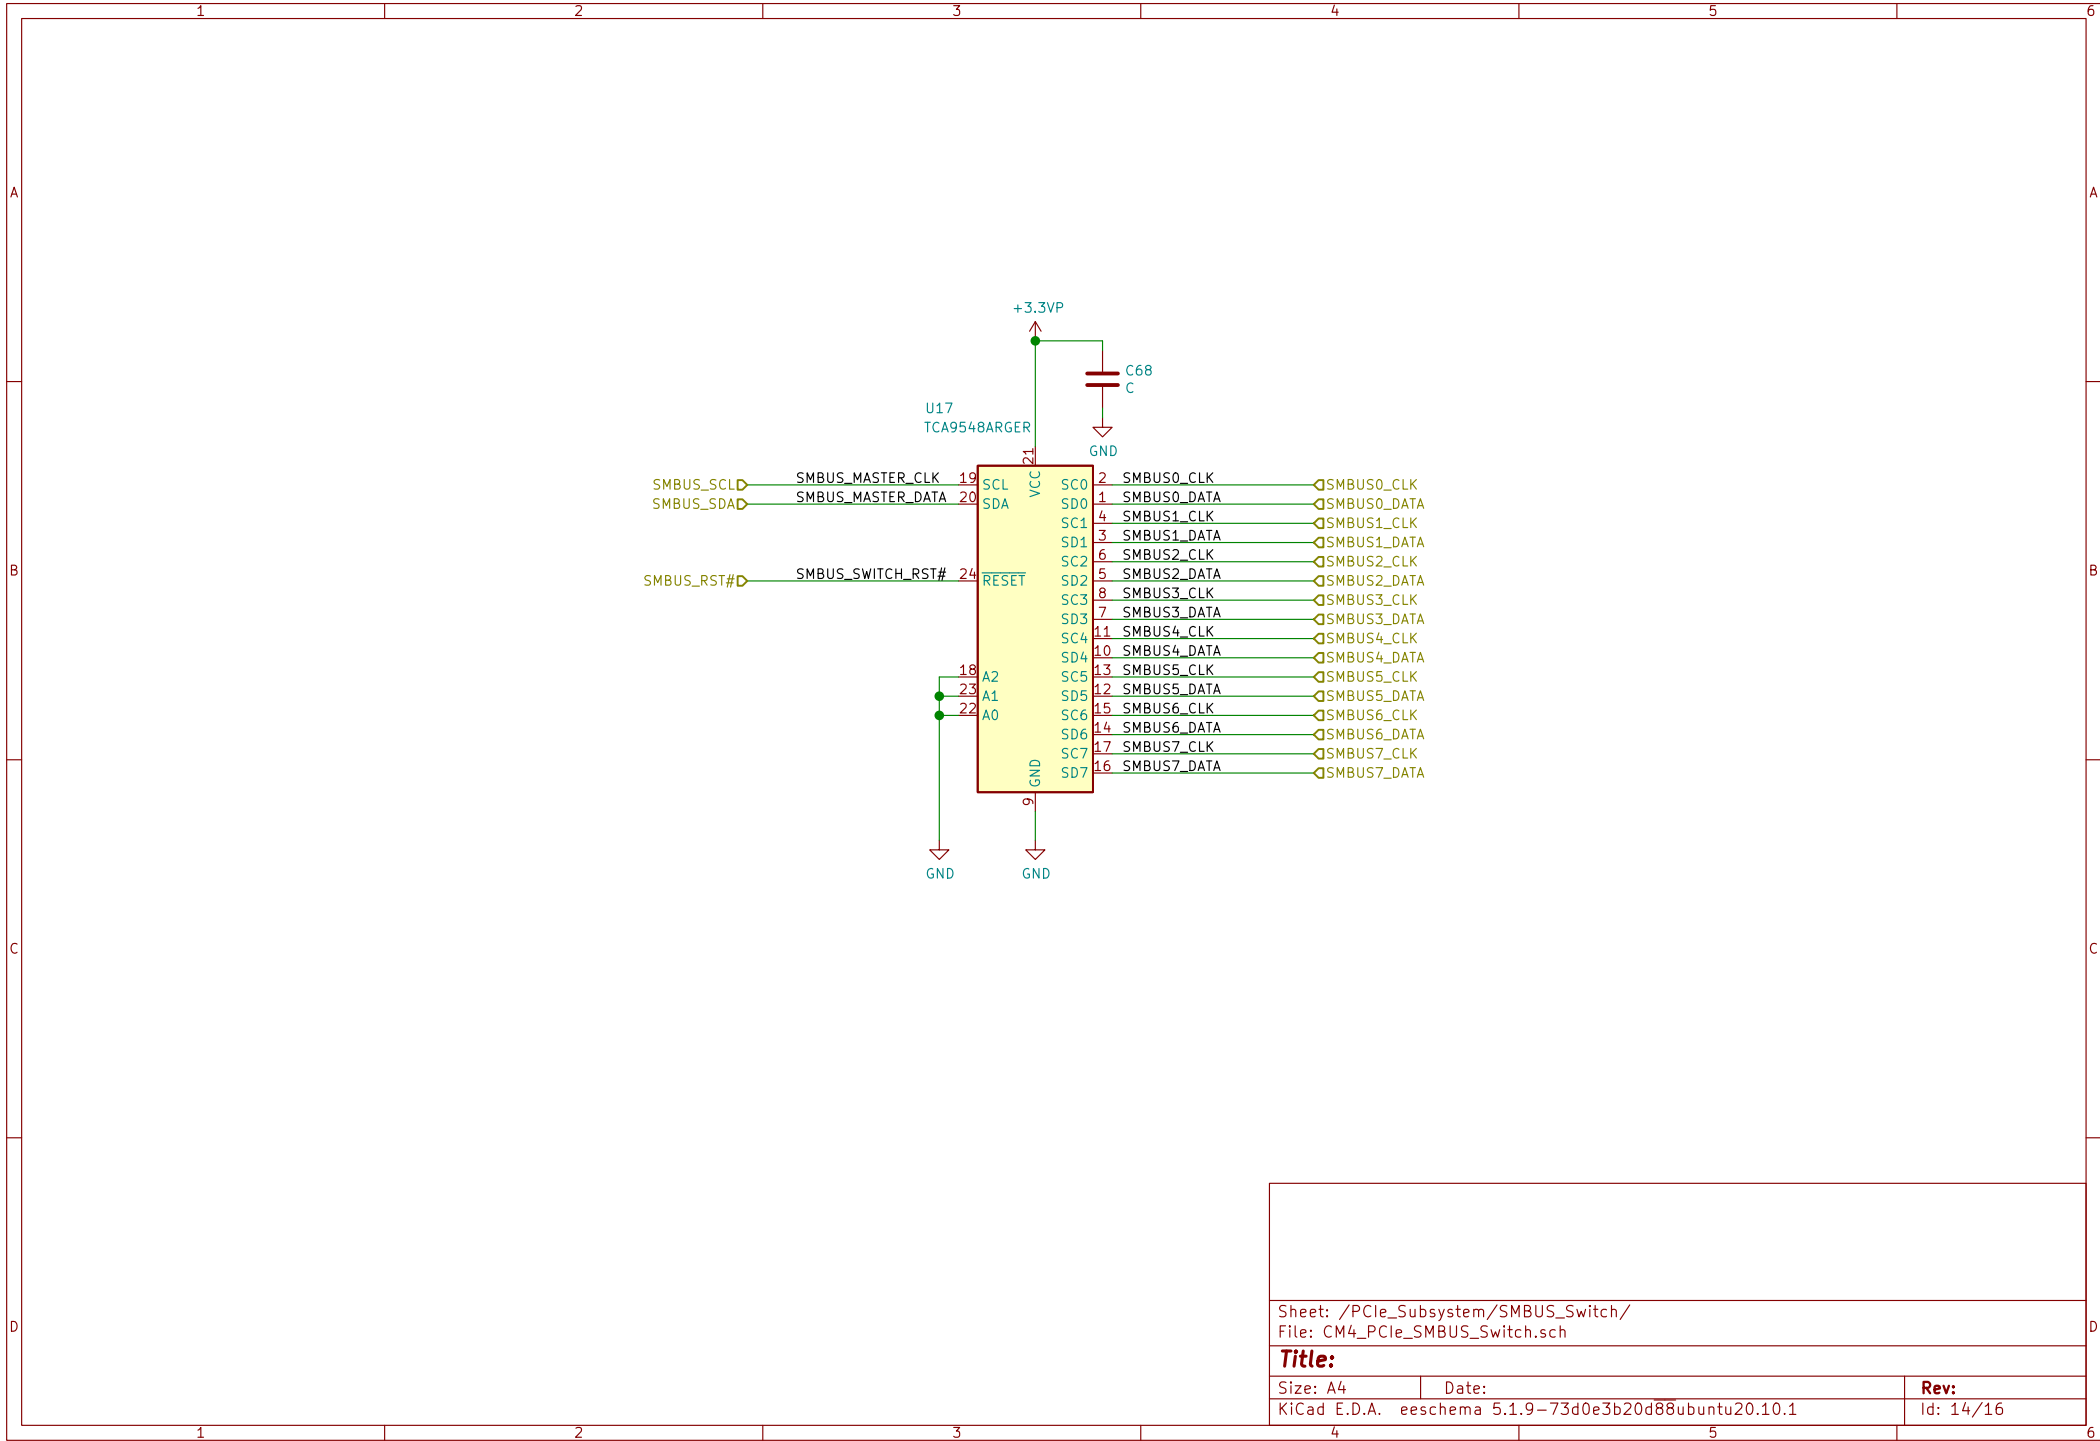 1 2 3 4 5 6
A A
+3.3VP
C68
C
U17
TCA9548ARGER
GND
21
SMBUS_SCL SMBUS_MASTER_CLK 19 SCL VCC SC0 2 SMBUS0_CLK SMBUS0_CLK
SMBUS_SDA SMBUS_MASTER_DATA 20 SDA SD0 1 SMBUS0_DATA SMBUS0_DATA
SC1 4 SMBUS1_CLK SMBUS1_CLK
SD1 3 SMBUS1_DATA SMBUS1_DATA
SC2 6 SMBUS2_CLK SMBUS2_CLK
B B
SMBUS_RST# SMBUS_SWITCH_RST# 24 RESET SD2 5 SMBUS2_DATA SMBUS2_DATA
SC3 8 SMBUS3_CLK SMBUS3_CLK
SD3 7 SMBUS3_DATA SMBUS3_DATA
SC4 11 SMBUS4_CLK SMBUS4_CLK
SD4 10 SMBUS4_DATA SMBUS4_DATA
18 A2 SC5 13 SMBUS5_CLK SMBUS5_CLK
23 A1 SD5 12 SMBUS5_DATA SMBUS5_DATA
22 A0 SC6 15 SMBUS6_CLK SMBUS6_CLK
SD6 14 SMBUS6_DATA SMBUS6_DATA
SC7 17 SMBUS7_CLK SMBUS7_CLK
GND SD7 16 SMBUS7_DATA SMBUS7_DATA
9
GND GND
C C
D D
Sheet: /PCIe_Subsystem/SMBUS_Switch/
File: CM4_PCIe_SMBUS_Switch.sch
Title:
Size: A4 Date: Rev:
KiCad E.D.A. eeschema 5.1.9-73d0e3b20d88ubuntu20.10.1 Id: 14/16
1 2 3 4 5 6